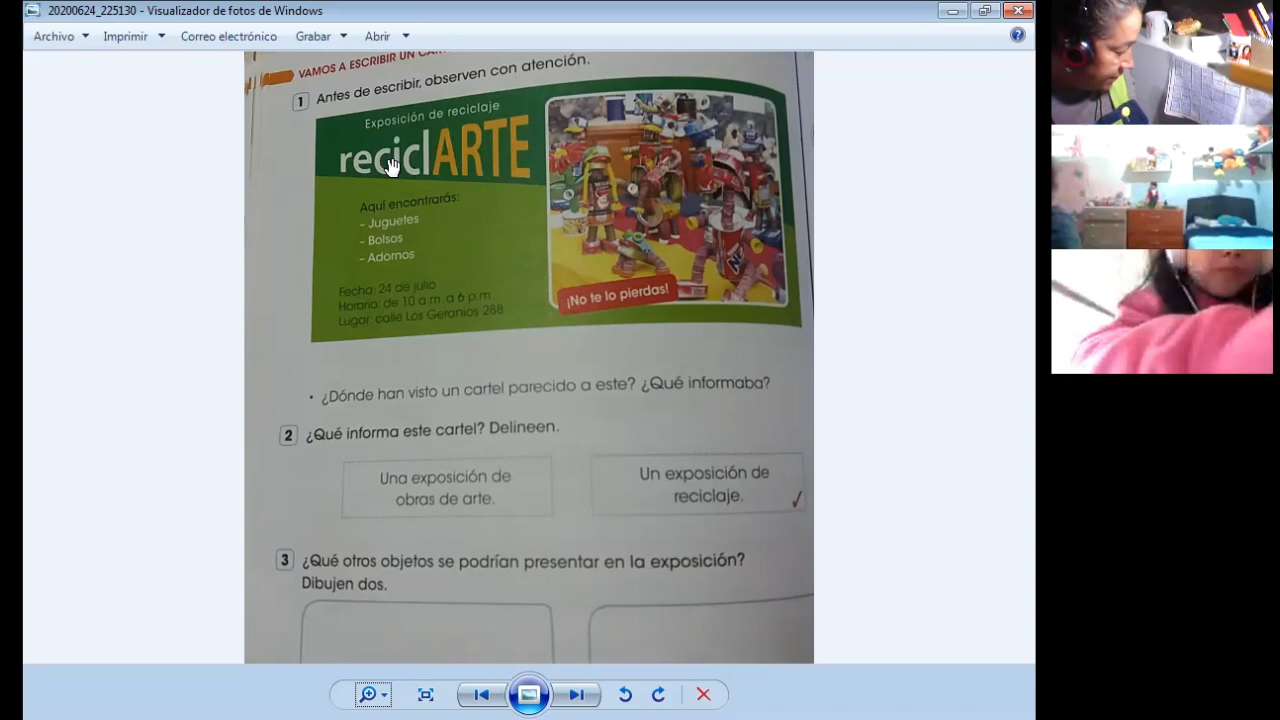 20200624_225130 - Visualizador de fotos de Windows
Archivo Imprimir Correo electrónico Grabar Abrir
VAMOS A ESCRIBIR UN
1 Antes de escribir, observen con atención.
Exposición de reciclaje
reciclARTE
Aquí encontrarás:
- Juguetes
- Bolsos
- Adornos
Fecha: 24 de julio
Horario: de 10 a.m. a 6 p.m.
Lugar: calle Los Geranios 288
¡No te lo pierdas!
• ¿Dónde han visto un cartel parecido a este? ¿Qué informaba?
2 ¿Qué informa este cartel? Delineen.
Una exposición de
obras de arte.
Un exposición de
reciclaje.
3 ¿Qué otros objetos se podrían presentar en la exposición?
Dibujen dos.